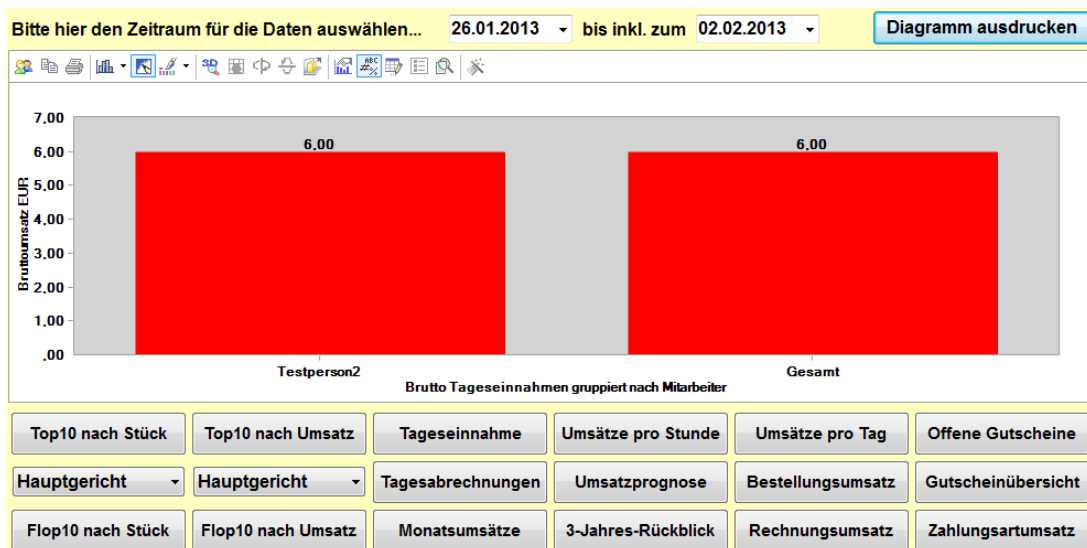 Bitte hier den Zeitraum für die Daten auswählen... 26.01.2013 bis inkl. zum 02.02.2013 Diagramm ausdrucken
3D ABC #%
7.00
6.00
5.00
4.00
3.00
2.00
1.00
.00
Bruttoumsatz EUR
6.00 6.00
Testperson2 Gesamt
Brutto Tageseinnahmen gruppiert nach Mitarbeiter
Top10 nach Stück Top10 nach Umsatz Tageseinnahme Umsätze pro Stunde Umsätze pro Tag Offene Gutscheine
Hauptgericht Hauptgericht Tagesabrechnungen Umsatzprognose Bestellungsumsatz Gutscheinübersicht
Flop10 nach Stück Flop10 nach Umsatz Monatsumsätze 3-Jahres-Rückblick Rechnungsumsatz Zahlungsartumsatz